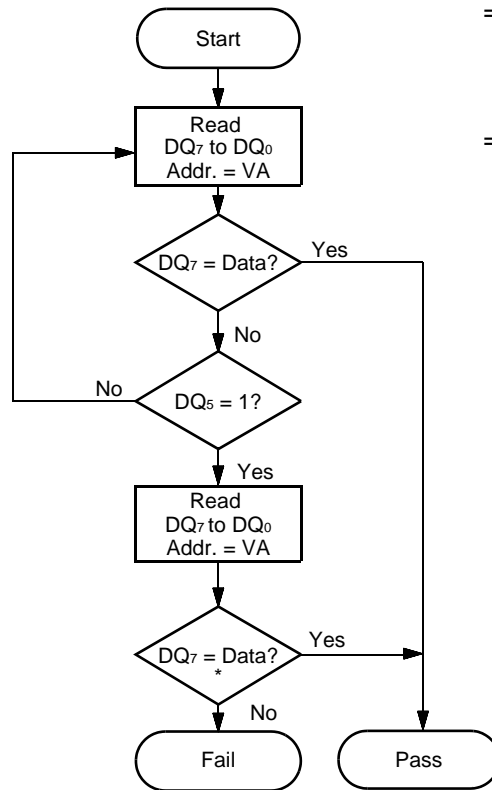 Start
Read
DQ7 to DQ0
Addr. = VA
DQ7 = Data?
Yes
No
No
DQ5 = 1?
Yes
Read
DQ7 to DQ0
Addr. = VA
DQ7 = Data?
*
Yes
No
Fail
Pass
=
=